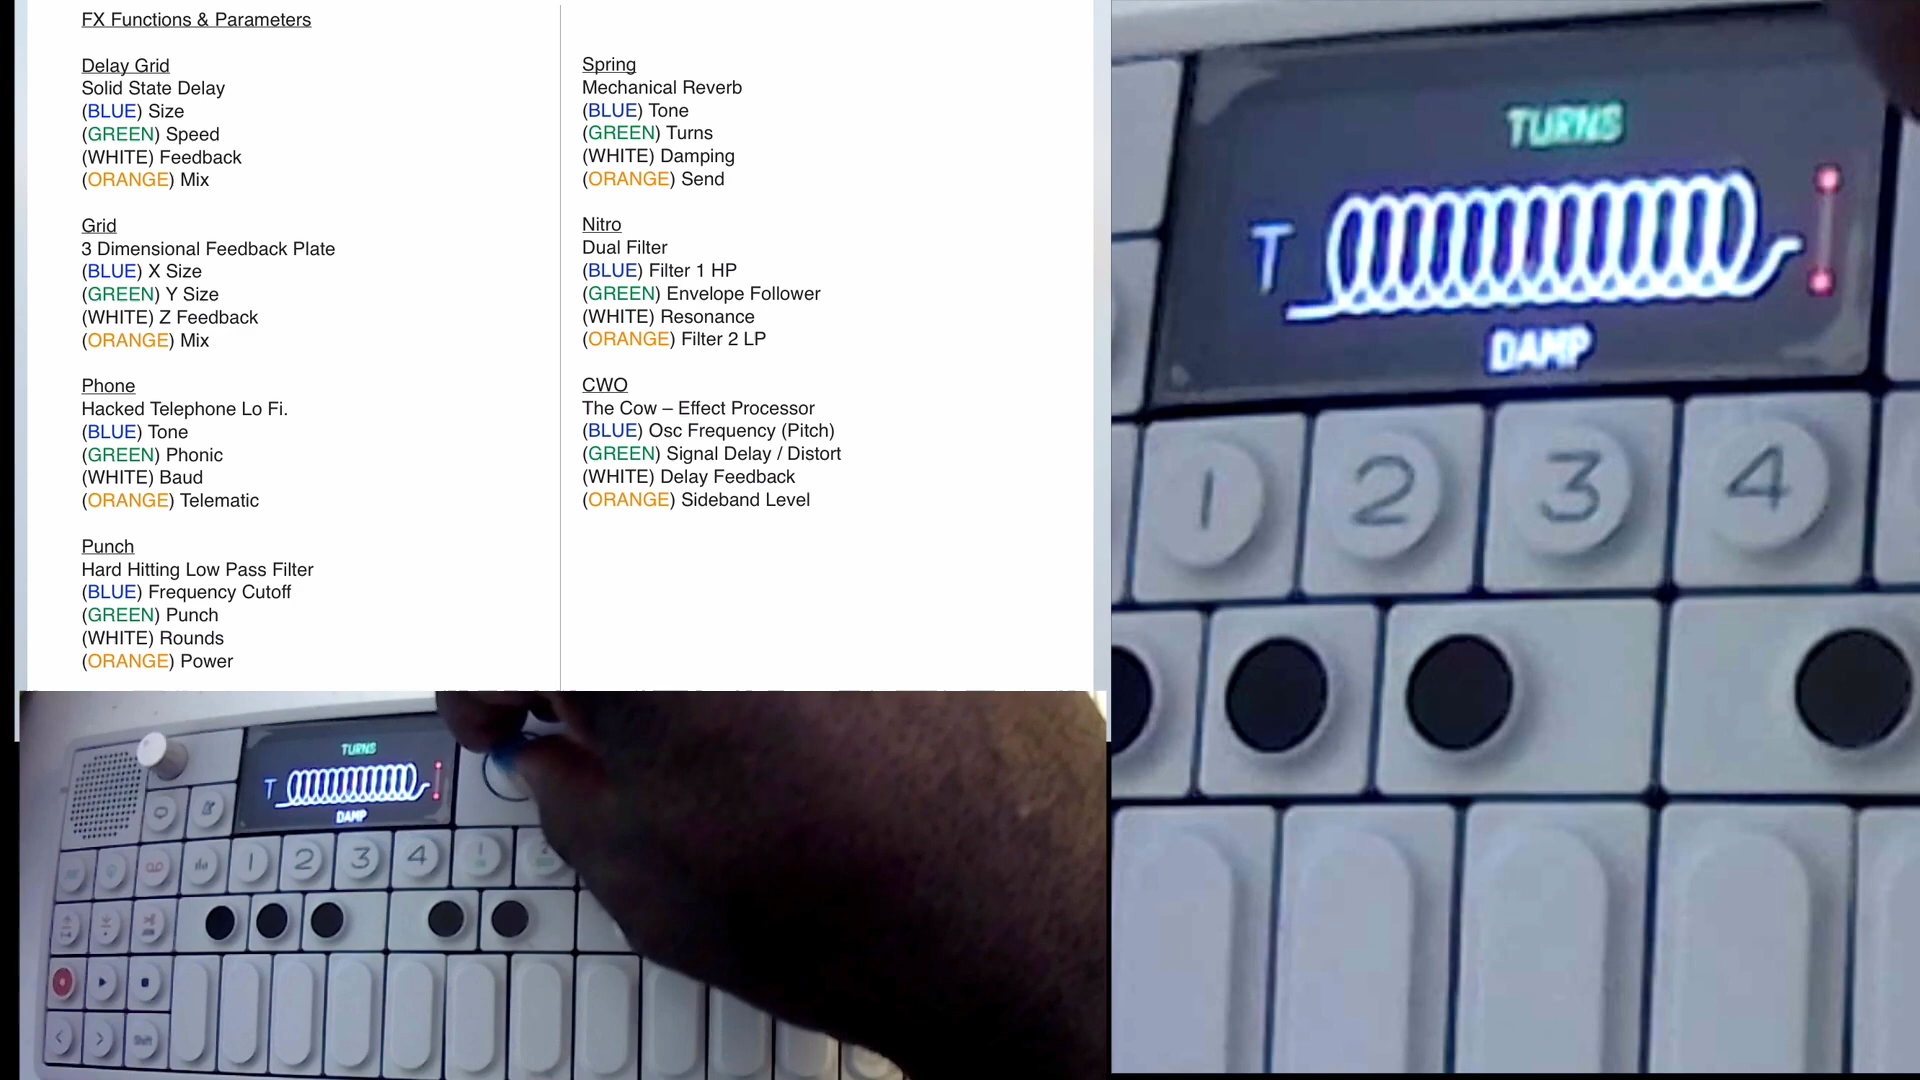 FX Functions & Parameters
Delay Grid
Solid State Delay
(BLUE) Size
(GREEN) Speed
(WHITE) Feedback
(ORANGE) Mix
Grid
3 Dimensional Feedback Plate
(BLUE) X Size
(GREEN) Y Size
(WHITE) Z Feedback
(ORANGE) Mix
Phone
Hacked Telephone Lo Fi.
(BLUE) Tone
(GREEN) Phonic
(WHITE) Baud
(ORANGE) Telematic
Punch
Hard Hitting Low Pass Filter
(BLUE) Frequency Cutoff
(GREEN) Punch
(WHITE) Rounds
(ORANGE) Power
Spring
Mechanical Reverb
(BLUE) Tone
(GREEN) Turns
(WHITE) Damping
(ORANGE) Send
Nitro
Dual Filter
(BLUE) Filter 1 HP
(GREEN) Envelope Follower
(WHITE) Resonance
(ORANGE) Filter 2 LP
CWO
The Cow – Effect Processor
(BLUE) Osc Frequency (Pitch)
(GREEN) Signal Delay / Distort
(WHITE) Delay Feedback
(ORANGE) Sideband Level
TURNS
T
DAMP
1 2 3 4
TURNS
T
DAMP
1 2 3 4 1 2
Shift